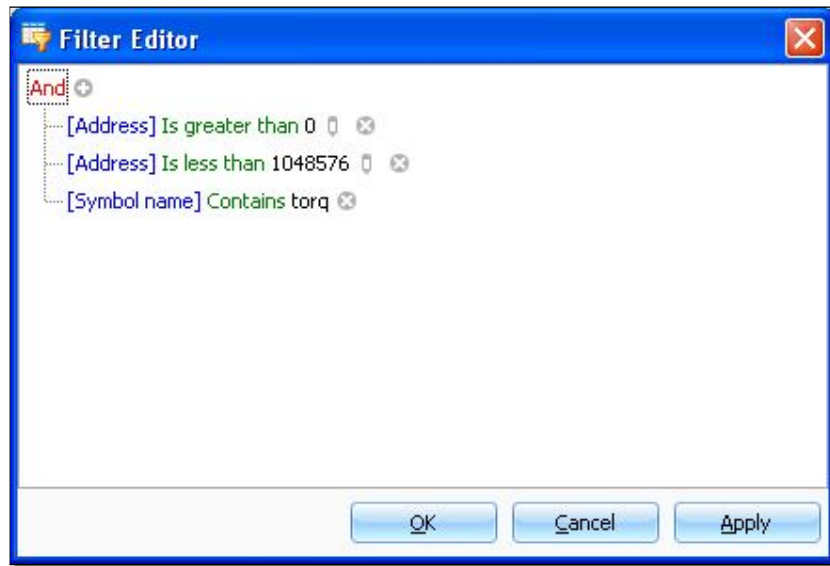 Filter Editor
And
[Address] Is greater than 0
[Address] Is less than 1048576
[Symbol name] Contains torq
OK Cancel Apply